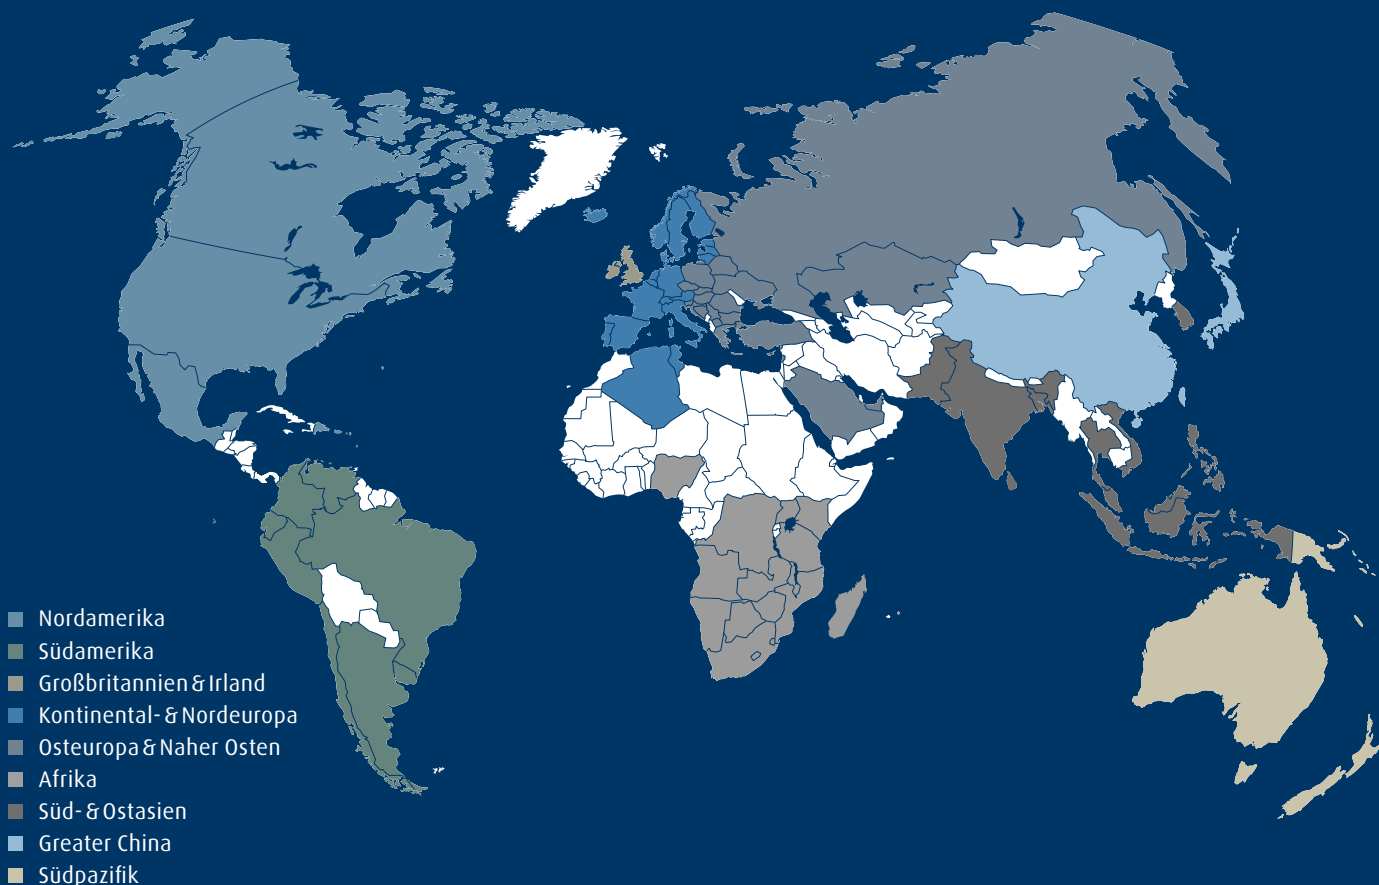 Nordamerika
Südamerika
Großbritannien & Irland
Kontinental- & Nordeuropa
Osteuropa & Naher Osten
Afrika
Süd- & Ostasien
Greater China
Südpazifik